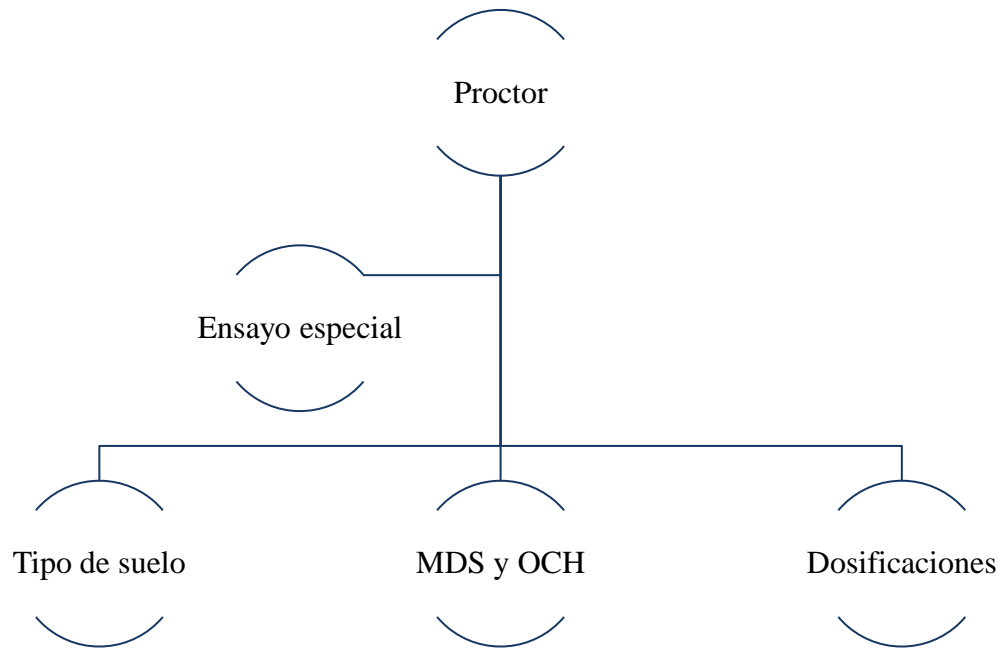 Proctor
Ensayo especial
Tipo de suelo
MDS y OCH
Dosificaciones